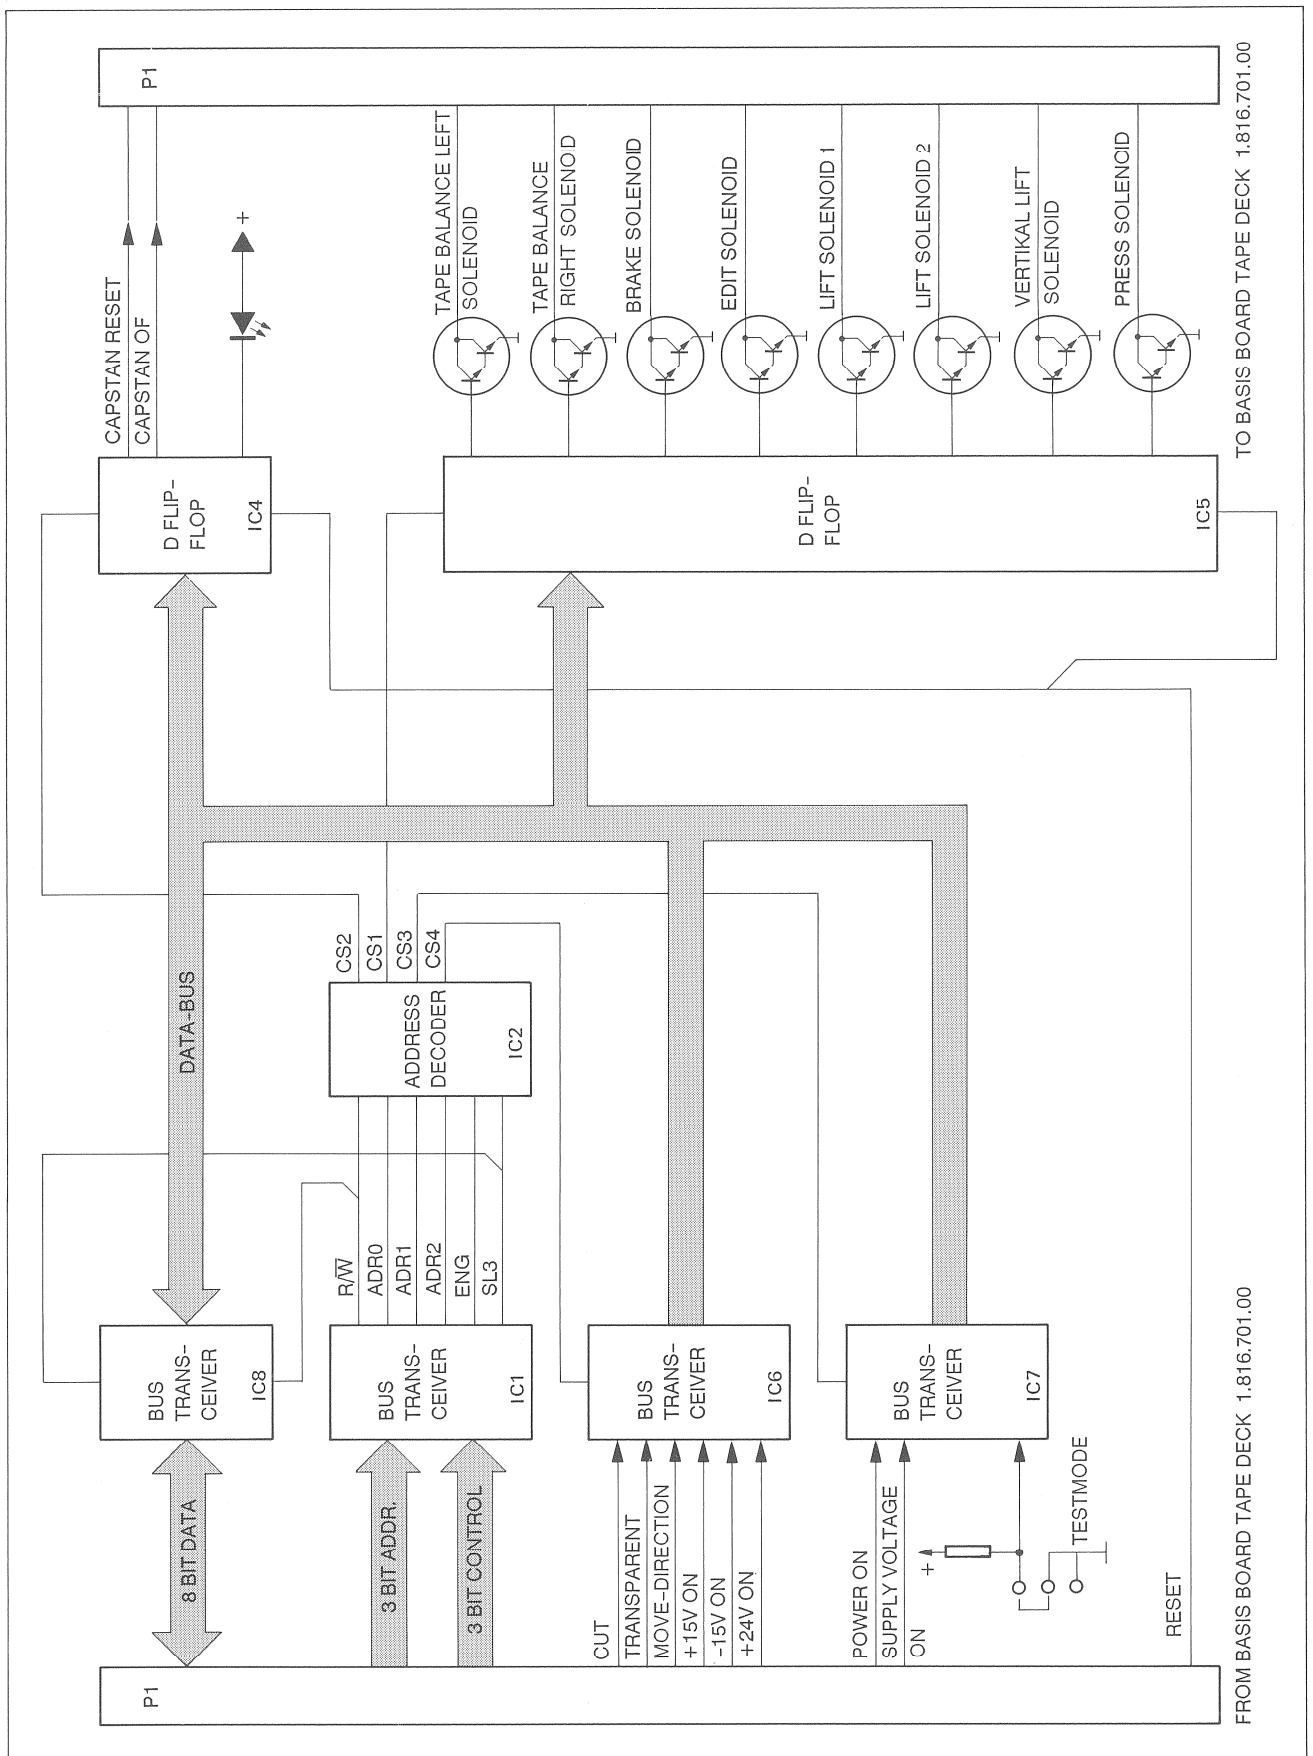 P1
8 BIT DATA
3 BIT ADDR.
3 BIT CONTROL
CUT
TRANSPARENT
MOVE-DIRECTION
+15V ON
-15V ON
+24V ON
POWER ON
SUPPLY VOLTAGE
ON
+
TESTMODE
RESET
FROM BASIS BOARD TAPE DECK 1.816.701.00
BUS
TRANS-
CEIVER
IC8
BUS
TRANS-
CEIVER
IC1
BUS
TRANS-
CEIVER
IC6
BUS
TRANS-
CEIVER
IC7
R/W̅
ADR0
ADR1
ADR2
ENG
SL3
DATA-BUS
ADDRESS
DECODER
IC2
CS2
CS1
CS3
CS4
D FLIP-
FLOP
IC4
D FLIP-
FLOP
IC5
CAPSTAN RESET
CAPSTAN OF
+
TAPE BALANCE LEFT
SOLENOID
TAPE BALANCE
RIGHT SOLENOID
BRAKE SOLENOID
EDIT SOLENOID
LIFT SOLENOID 1
LIFT SOLENOID 2
VERTIKAL LIFT
SOLENOID
PRESS SOLENOID
P1
TO BASIS BOARD TAPE DECK 1.816.701.00